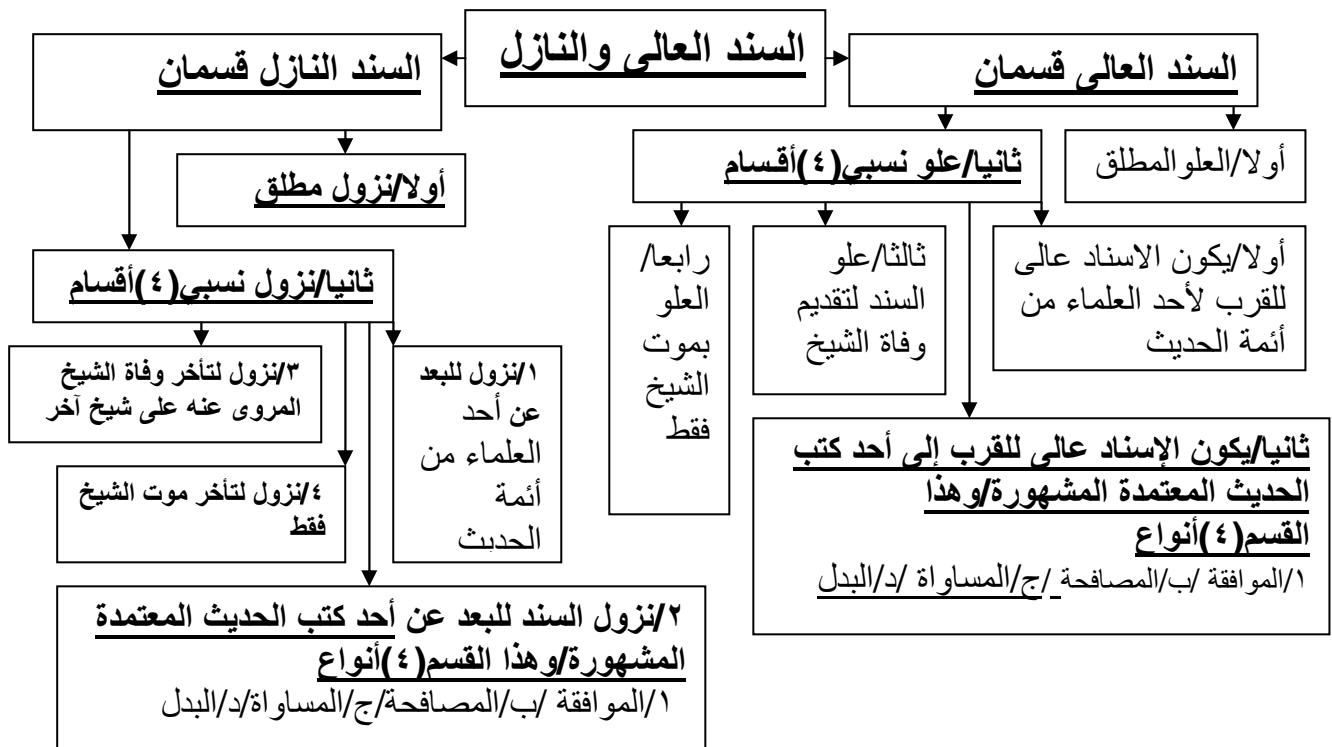 السند العالى والنازل
السند العالى قسمان
أولا/العلوالمطلق
ثانيا/علو نسبي(٤)أقسام
أولا/يكون الاسناد عالى
للقرب لأحد العلماء من
أئمة الحديث
ثانيا/يكون الإسناد عالى للقرب إلى أحد كتب
الحديث المعتمدة المشهورة/وهذا
القسم(٤)أنواع
١/الموافقة /ب/المصافحة /ج/المساواة /د/البدل
ثالثا/علو
السند لتقديم
وفاة الشيخ
رابعا/
العلو
بموت
الشيخ
فقط
السند النازل قسمان
أولا/نزول مطلق
ثانيا/نزول نسبي(٤)أقسام
١/نزول للبعد
عن أحد
العلماء من
أئمة
الحديث
٢/نزول السند للبعد عن أحد كتب الحديث المعتمدة
المشهورة/وهذا القسم(٤)أنواع
١/الموافقة /ب/المصافحة/ج/المساواة/د/البدل
٣/نزول لتأخر وفاة الشيخ
المروى عنه على شيخ آخر
٤/نزول لتأخر موت الشيخ
فقط